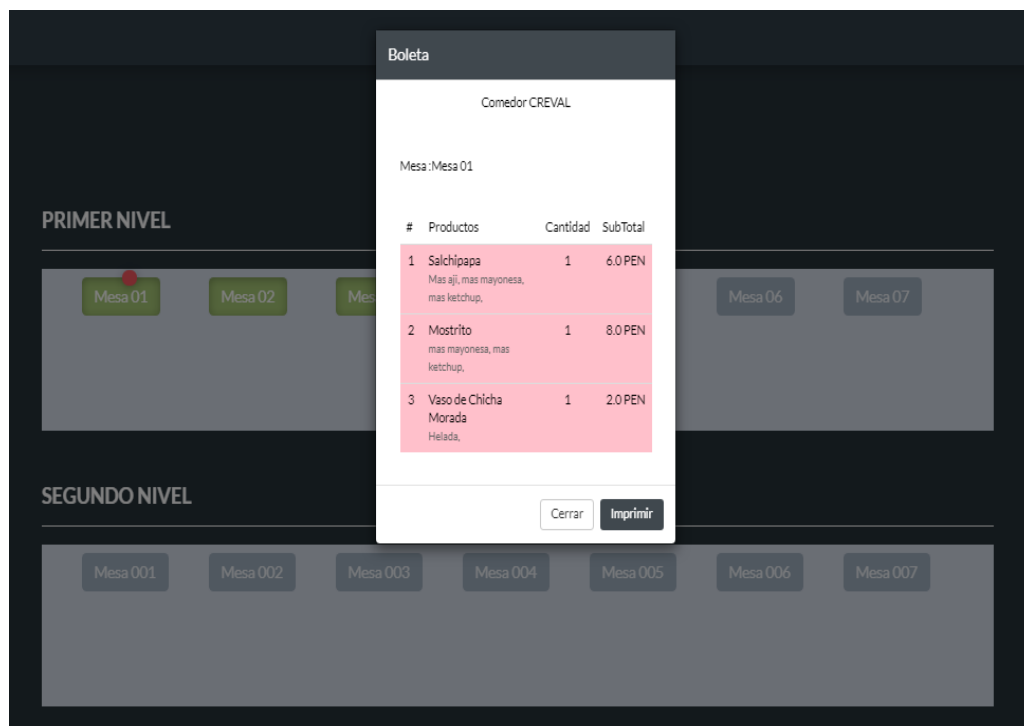 Boleta
Comedor CREVAL
Mesa :Mesa 01
# Productos Cantidad SubTotal
1 Salchipapa 1 6.0 PEN
Mas aji, mas mayonesa,
mas ketchup,
2 Mostrito 1 8.0 PEN
mas mayonesa, mas
ketchup,
3 Vaso de Chicha 1 2.0 PEN
Morada
Helada,
Cerrar Imprimir
PRIMER NIVEL
Mesa 01 Mesa 02 Mes Mesa 06 Mesa 07
SEGUNDO NIVEL
Mesa 001 Mesa 002 Mesa 003 Mesa 004 Mesa 005 Mesa 006 Mesa 007